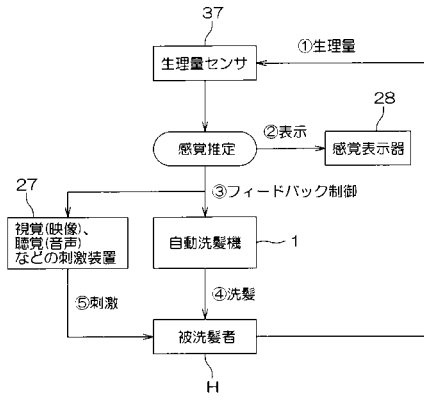 37
①生理量
生理量センサ
28
②表示
感覚推定
感覚表示器
27
③フィードバック制御
視覚(映像)、
聴覚(音声)
などの刺激装置
自動洗髪機
1
④洗髪
⑤刺激
被洗髪者
H